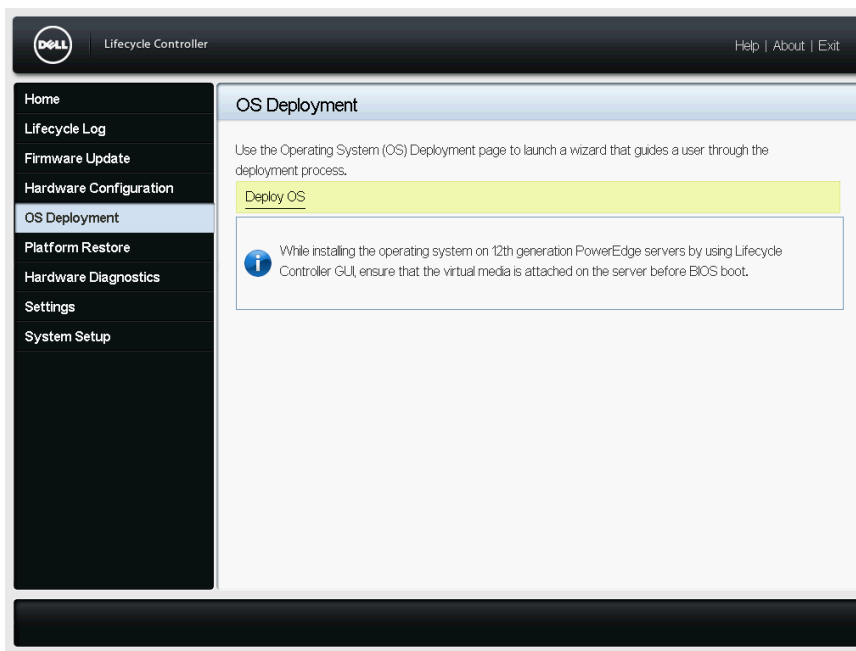 DELL
Lifecycle Controller
Help | About | Exit
Home
Lifecycle Log
Firmware Update
Hardware Configuration
OS Deployment
Platform Restore
Hardware Diagnostics
Settings
System Setup
OS Deployment
Use the Operating System (OS) Deployment page to launch a wizard that guides a user through the
deployment process.
Deploy OS
While installing the operating system on 12th generation PowerEdge servers by using Lifecycle
Controller GUI, ensure that the virtual media is attached on the server before BIOS boot.